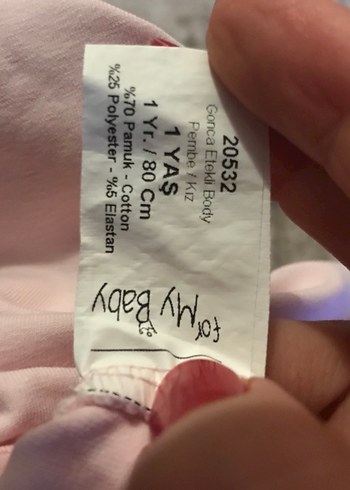 20532
Gonca Etekli Body
Pembe / Kız
1 YAŞ
1 Yr. / 80 Cm
%70 Pamuk - Cotton
%25 Polyester - %5 Elastan
to
My
Baby